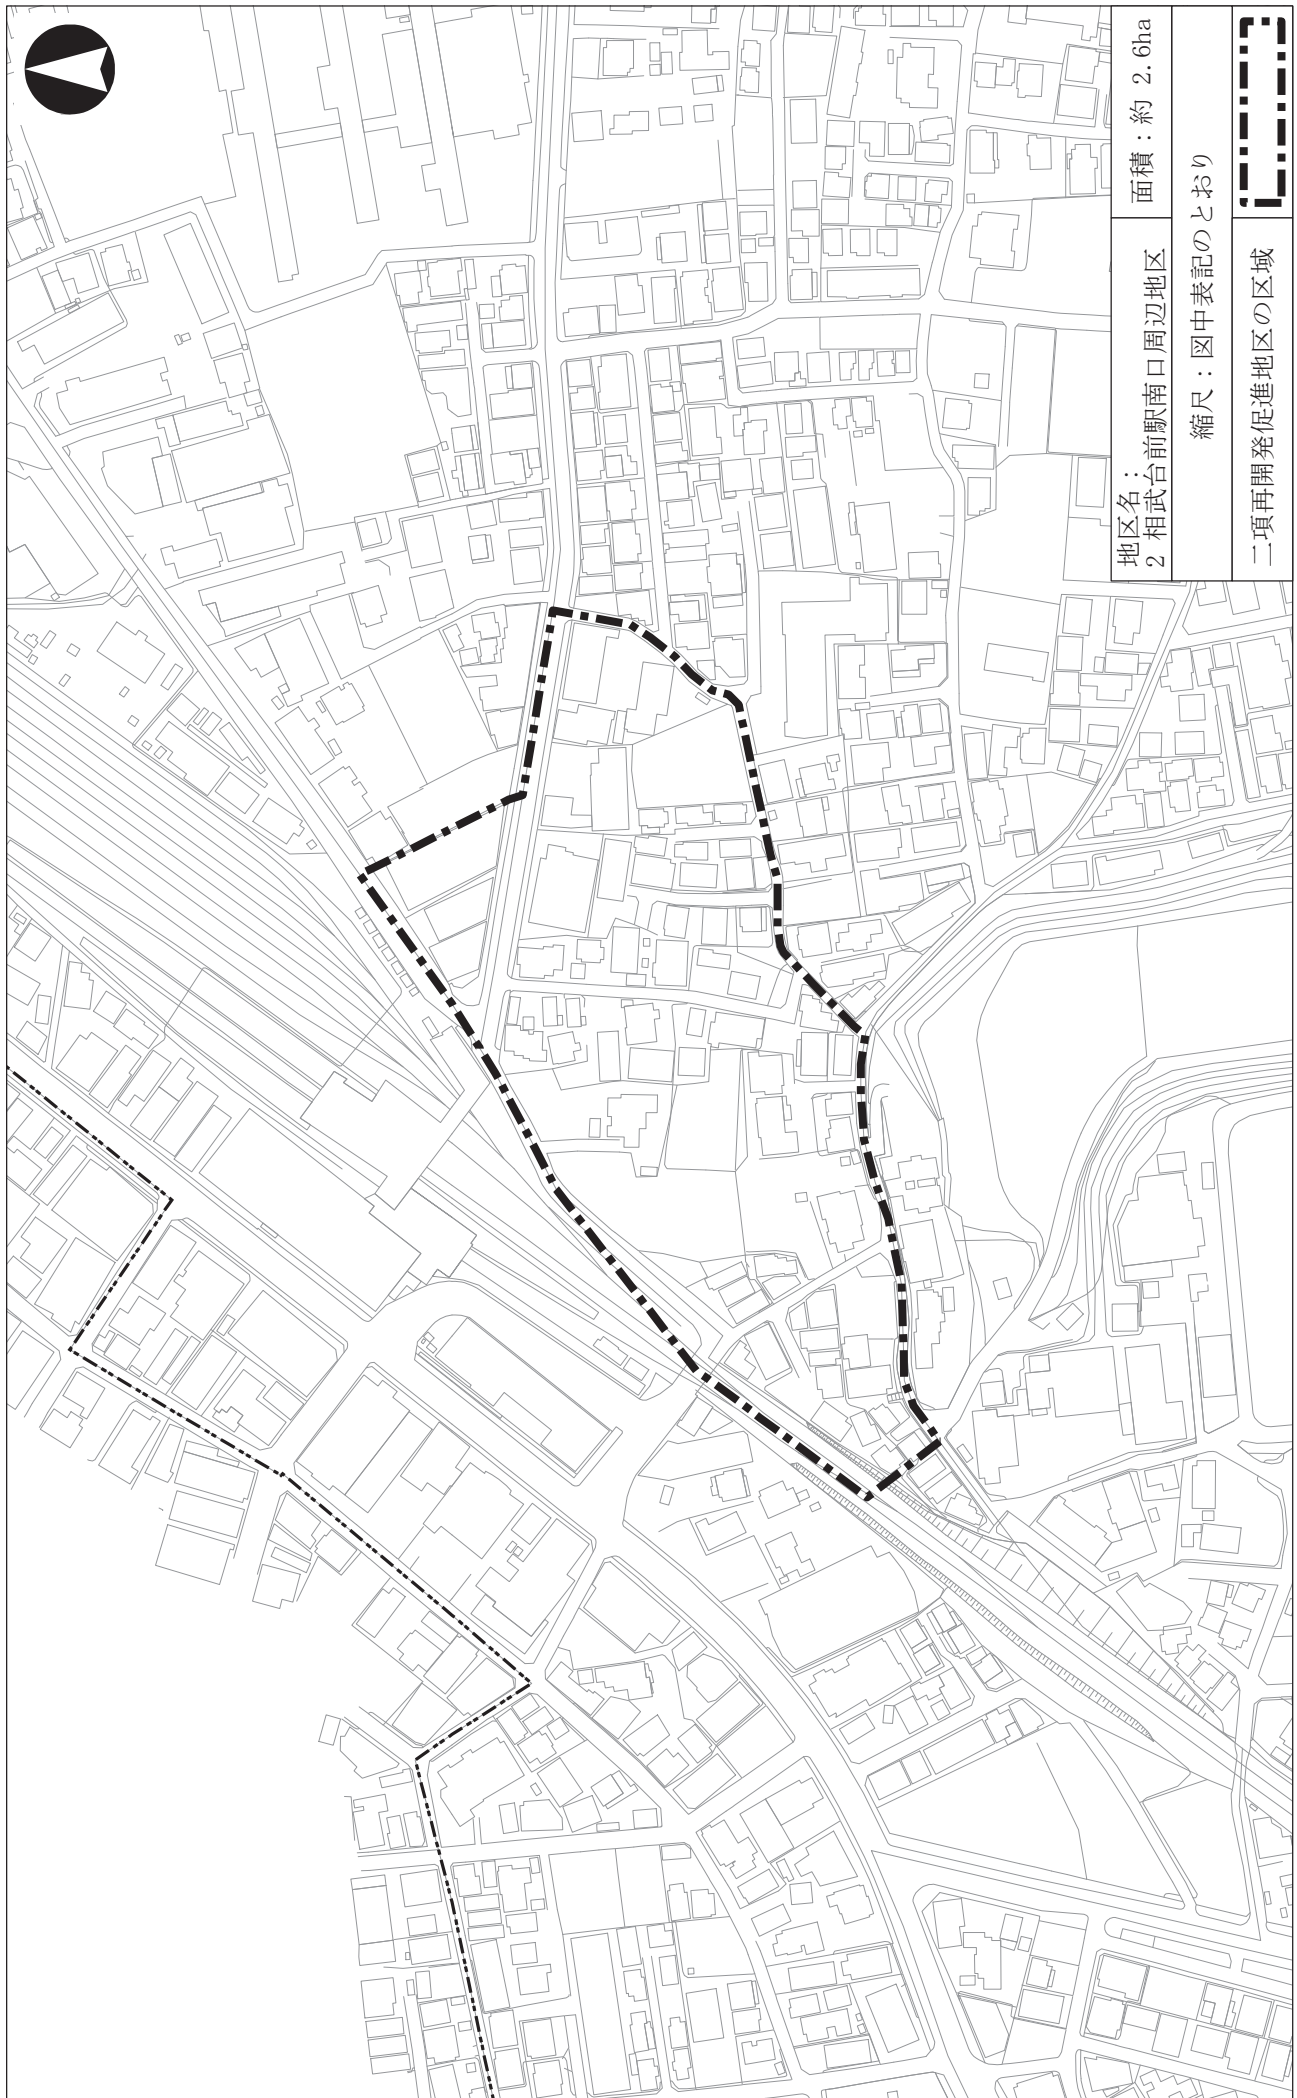 地区名：
2 相武台前駅南口周辺地区
面積：約 2.6ha
縮尺：図中表記のとおり
二項再開発促進地区の区域